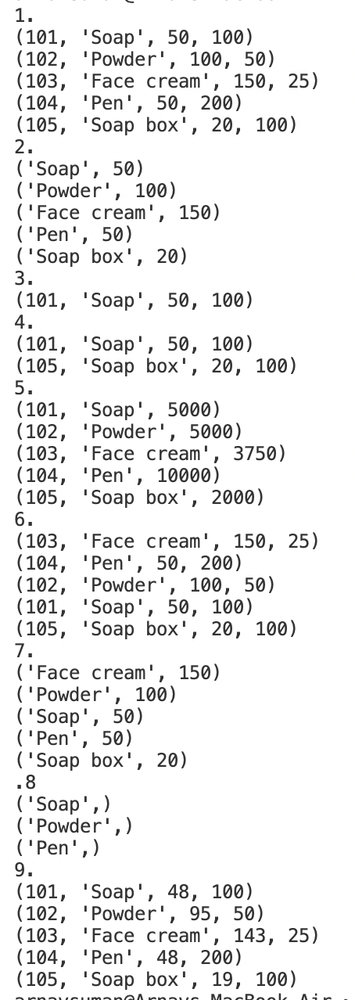 1.
(101, 'Soap', 50, 100)
(102, 'Powder', 100, 50)
(103, 'Face cream', 150, 25)
(104, 'Pen', 50, 200)
(105, 'Soap box', 20, 100)
2.
('Soap', 50)
('Powder', 100)
('Face cream', 150)
('Pen', 50)
('Soap box', 20)
3.
(101, 'Soap', 50, 100)
4.
(101, 'Soap', 50, 100)
(105, 'Soap box', 20, 100)
5.
(101, 'Soap', 5000)
(102, 'Powder', 5000)
(103, 'Face cream', 3750)
(104, 'Pen', 10000)
(105, 'Soap box', 2000)
6.
(103, 'Face cream', 150, 25)
(104, 'Pen', 50, 200)
(102, 'Powder', 100, 50)
(101, 'Soap', 50, 100)
(105, 'Soap box', 20, 100)
7.
('Face cream', 150)
('Powder', 100)
('Soap', 50)
('Pen', 50)
('Soap box', 20)
.8
('Soap',)
('Powder',)
('Pen',)
9.
(101, 'Soap', 48, 100)
(102, 'Powder', 95, 50)
(103, 'Face cream', 143, 25)
(104, 'Pen', 48, 200)
(105, 'Soap box', 19, 100)
arnavsuman@Arnavs-MacBook-Air